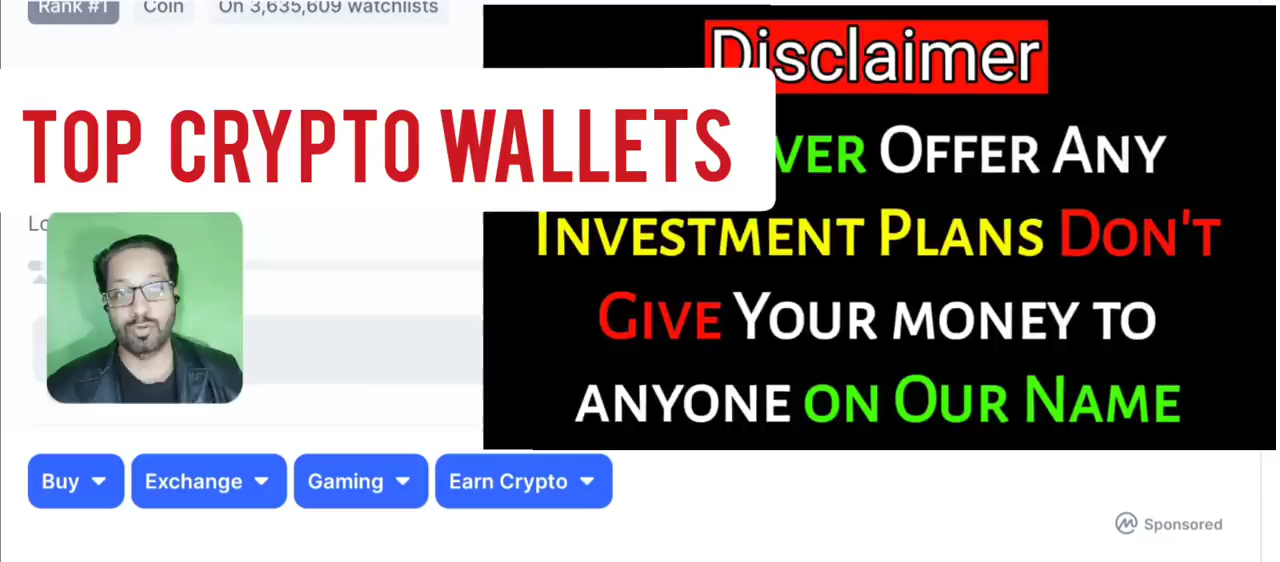 Rank #1 Coin On 3,635,609 watchlists
Disclaimer
TOP CRYPTO WALLETS
VER OFFER ANY
INVESTMENT PLANS DON'T
GIVE YOUR MONEY TO
ANYONE ON OUR NAME
Lo
Buy Exchange Gaming Earn Crypto
Sponsored